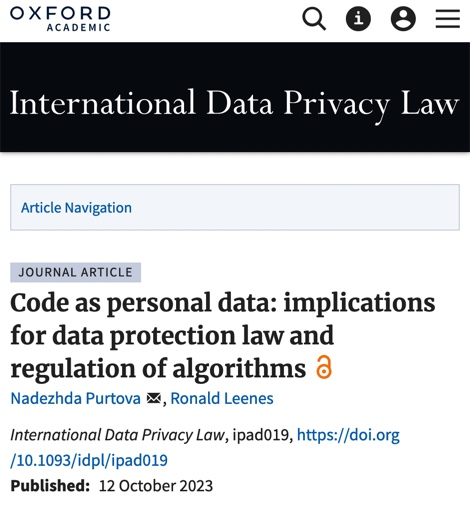 OXFORD
ACADEMIC
International Data Privacy Law
Article Navigation
JOURNAL ARTICLE
Code as personal data: implications
for data protection law and
regulation of algorithms
Nadezhda Purtova, Ronald Leenes
International Data Privacy Law, ipad019, https://doi.org
/10.1093/idpl/ipad019
Published: 12 October 2023